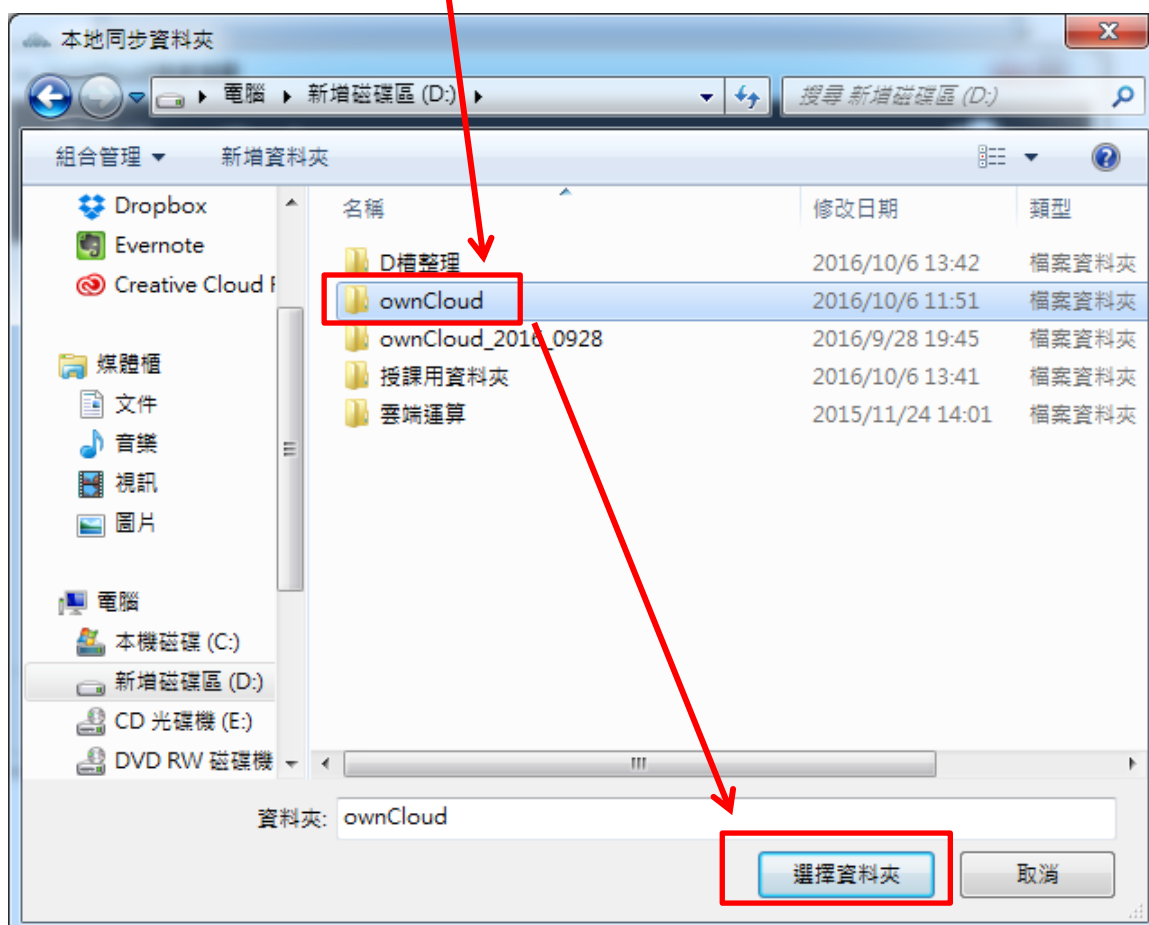 本地同步資料夾
電腦 新增磁碟區 (D:)
搜尋 新增磁碟區 (D:)
組合管理 新增資料夾
Dropbox
Evernote
Creative Cloud F
媒體櫃
文件
音樂
視訊
圖片
電腦
本機磁碟 (C:)
新增磁碟區 (D:)
CD 光碟機 (E:)
DVD RW 磁碟機
名稱 修改日期 類型
D槽整理 2016/10/6 13:42 檔案資料夾
ownCloud 2016/10/6 11:51 檔案資料夾
ownCloud_2016_0928 2016/9/28 19:45 檔案資料夾
授課用資料夾 2016/10/6 13:41 檔案資料夾
雲端運算 2015/11/24 14:01 檔案資料夾
資料夾: ownCloud
選擇資料夾 取消